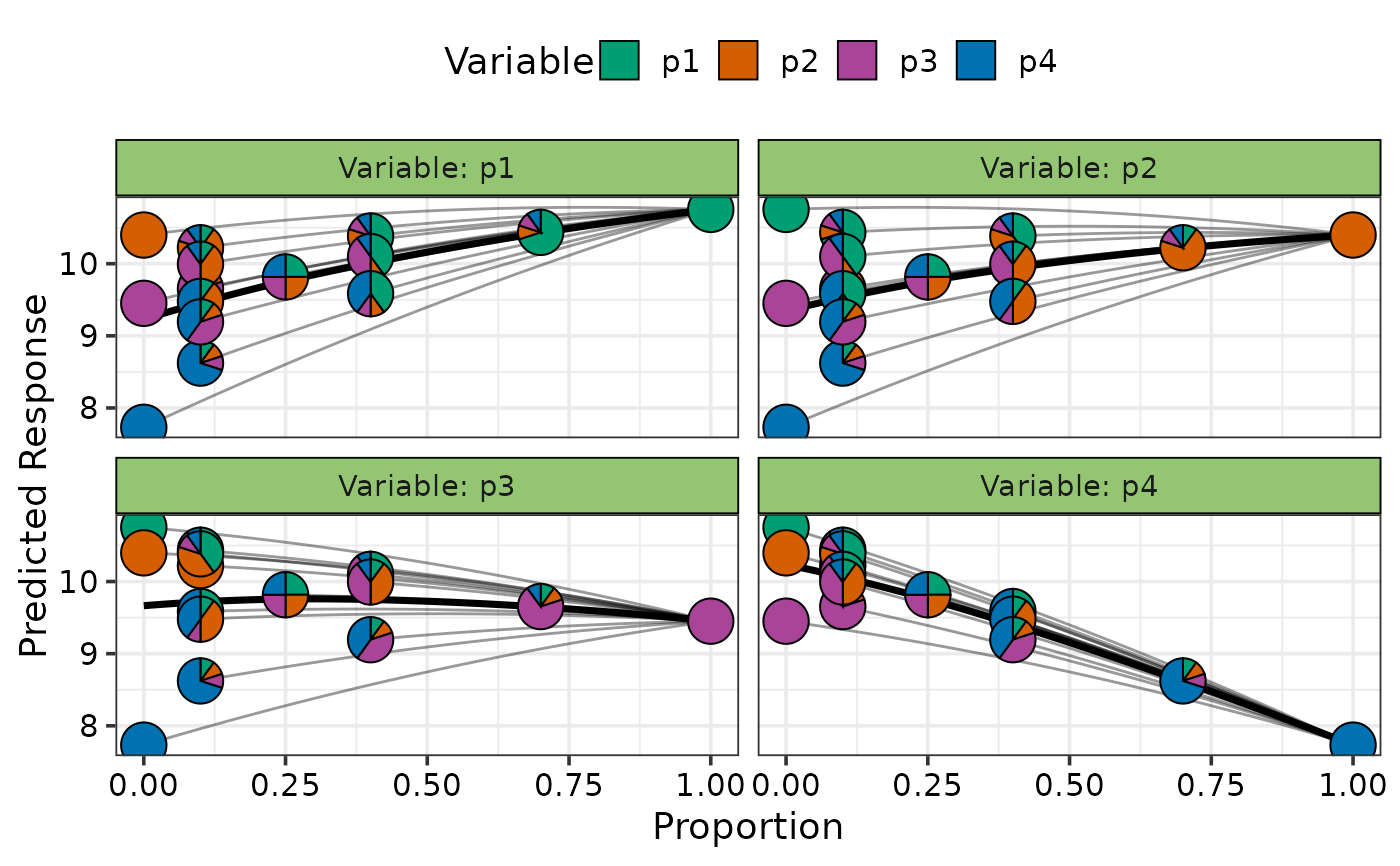 Variable p1 p2 p3 p4
Variable: p1 Variable: p2
10
9
8
Variable: p3 Variable: p4
10
9
8
Predicted Response
0.00 0.25 0.50 0.75 1.00 0.00 0.25 0.50 0.75 1.00
Proportion